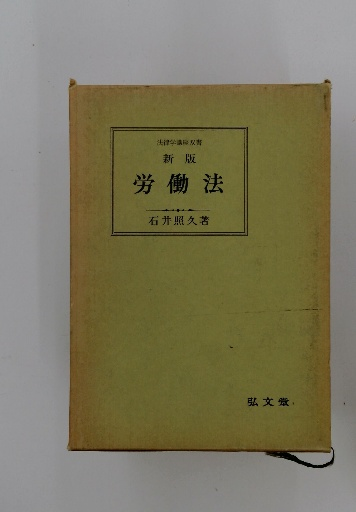 法律学講座双書
新版
労働法
石井照久著
弘文堂